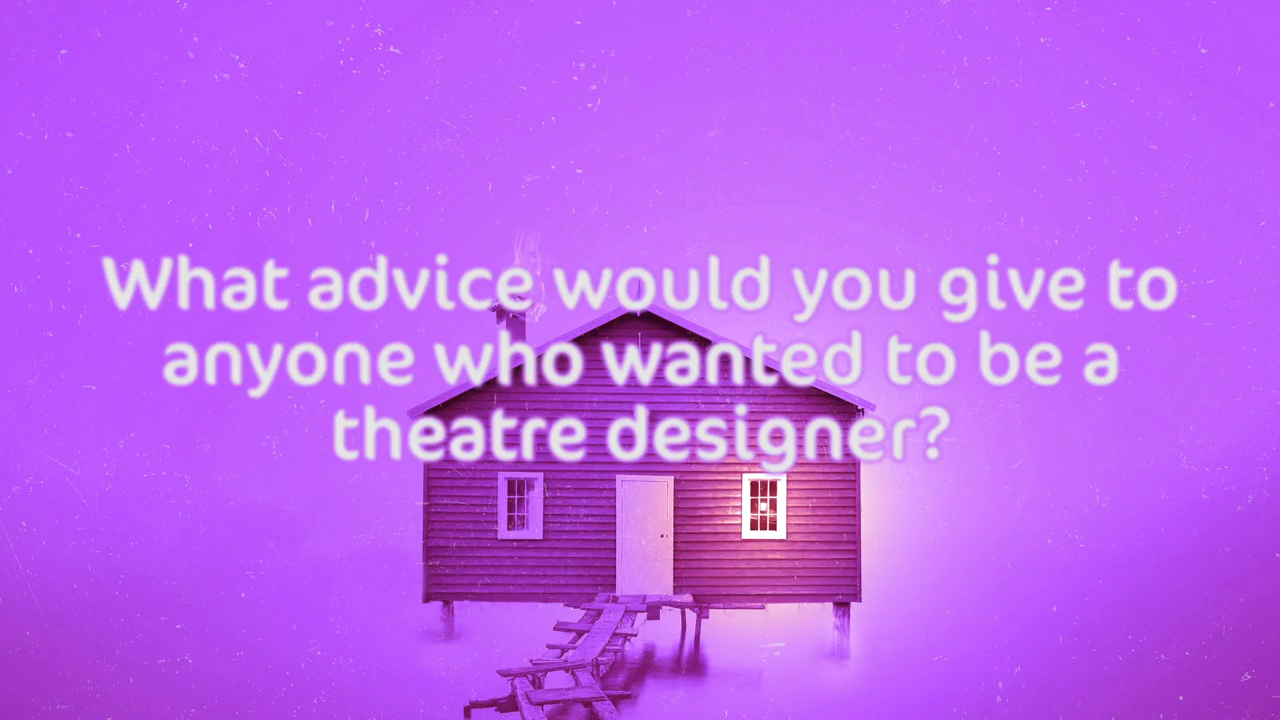 What advice would you give to
anyone who wanted to be a
theatre designer?